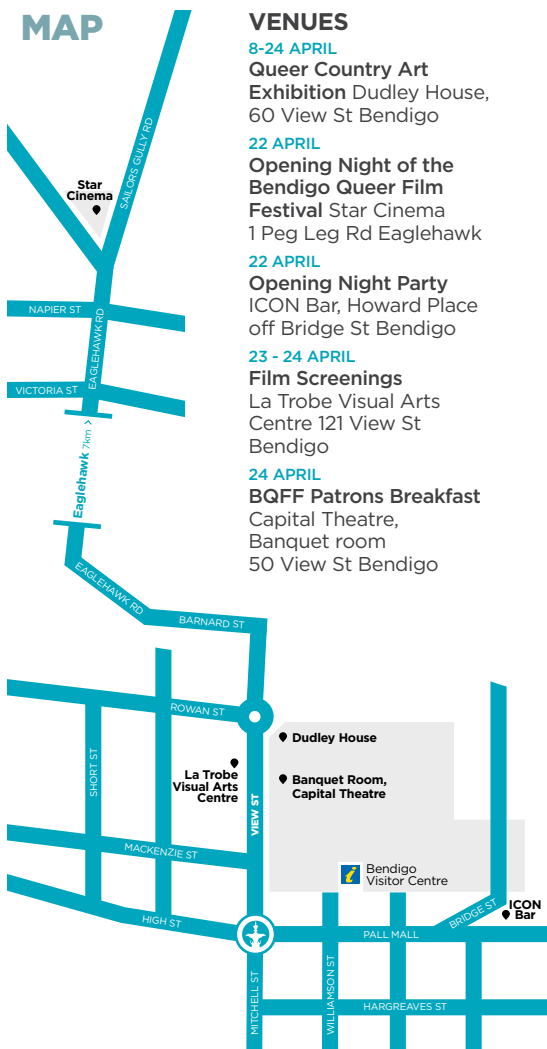 MAP
VENUES
8-24 APRIL
Queer Country Art
Exhibition Dudley House,
60 View St Bendigo
22 APRIL
Opening Night of the
Bendigo Queer Film
Festival Star Cinema
1 Peg Leg Rd Eaglehawk
22 APRIL
Opening Night Party
ICON Bar, Howard Place
off Bridge St Bendigo
23 - 24 APRIL
Film Screenings
La Trobe Visual Arts
Centre 121 View St
Bendigo
24 APRIL
BQFF Patrons Breakfast
Capital Theatre,
Banquet room
50 View St Bendigo
SAILORS GULLY RD
Star
Cinema
NAPIER ST
EAGLEHAWK RD
VICTORIA ST
Eaglehawk 7km >
EAGLEHAWK RD
BARNARD ST
ROWAN ST
Dudley House
SHORT ST
La Trobe
Visual Arts
Centre
VIEW ST
Banquet Room,
Capital Theatre
MACKENZIE ST
i
Bendigo
Visitor Centre
HIGH ST
PALL MALL
BRIDGE ST
ICON
Bar
MITCHELL ST
WILLIAMSON ST
HARGREAVES ST